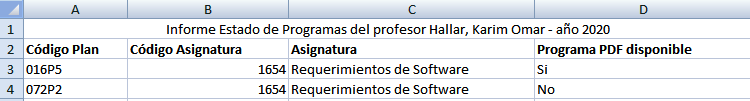 A B C D
1 Informe Estado de Programas del profesor Hallar, Karim Omar - año 2020
2 Código Plan Código Asignatura Asignatura Programa PDF disponible
3 016P5 1654 Requerimientos de Software Si
4 072P2 1654 Requerimientos de Software No